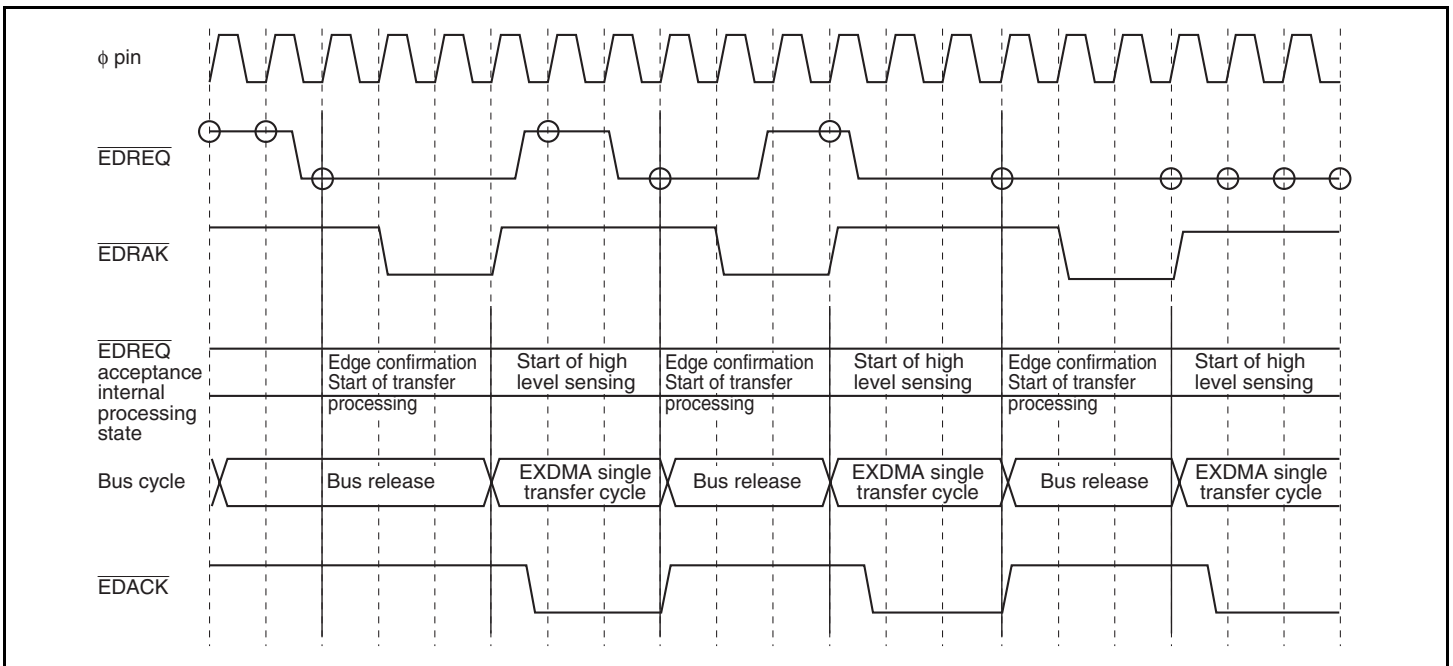 φ pin
EDREQ
EDRAK
EDREQ
acceptance
internal
processing
state
Edge confirmation
Start of transfer
processing
Start of high
level sensing
Edge confirmation
Start of transfer
processing
Start of high
level sensing
Edge confirmation
Start of transfer
processing
Start of high
level sensing
Bus cycle
Bus release
EXDMA single
transfer cycle
Bus release
EXDMA single
transfer cycle
Bus release
EXDMA single
transfer cycle
EDACK